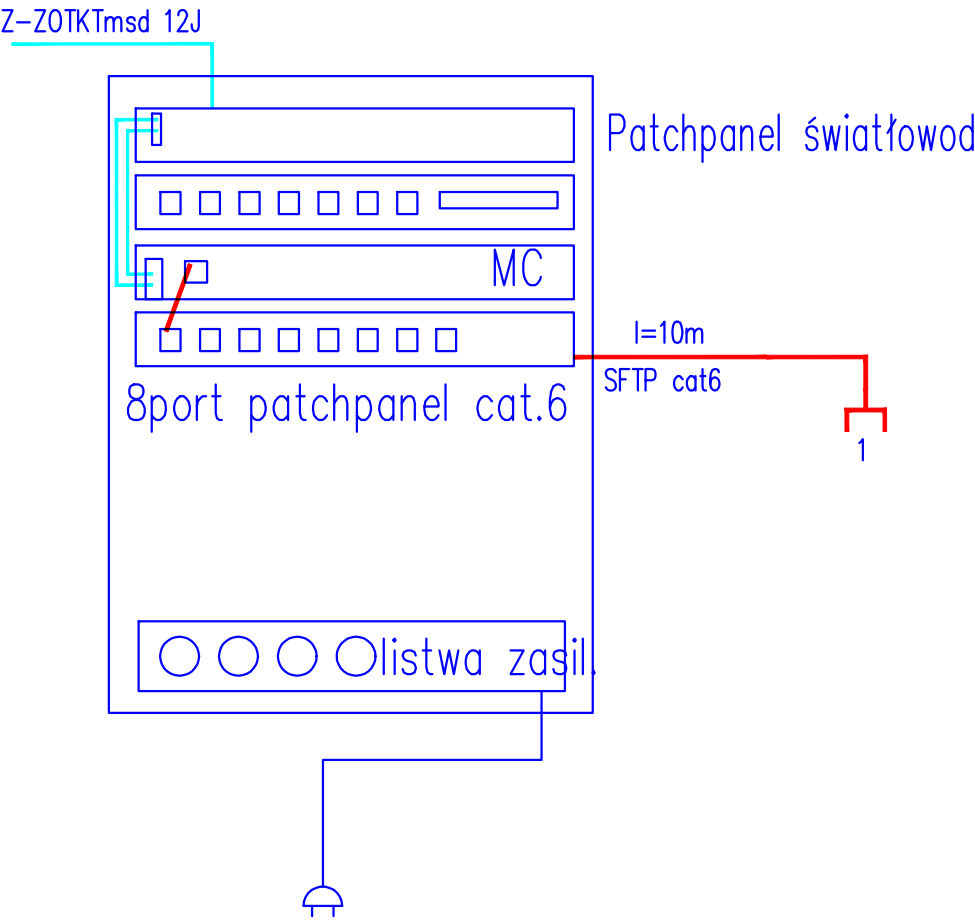 Z-ZOTKTmsd 12J
Patchpanel światłowod
MC
l=10m
SFTP cat6
8port patchpanel cat.6
1
listwa zasil.